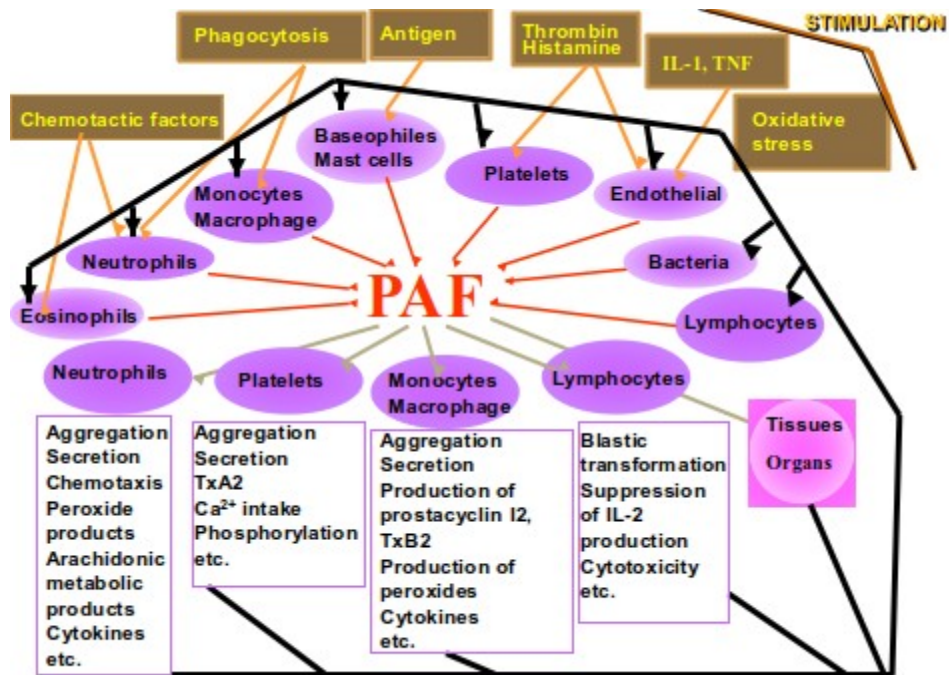 STIMULATION
Phagocytosis
Antigen
Thrombin
Histamine
IL-1, TNF
Chemotactic factors
Oxidative
stress
Baseophiles
Mast cells
Platelets
Endothelial
Monocytes
Macrophage
Neutrophils
Bacteria
Eosinophils
PAF
Lymphocytes
Neutrophils
Platelets
Monocytes
Macrophage
Lymphocytes
Tissues
Organs
Aggregation
Secretion
Chemotaxis
Peroxide
products
Arachidonic
metabolic
products
Cytokines
etc.
Aggregation
Secretion
TxA2
Ca²⁺ intake
Phosphorylation
etc.
Aggregation
Secretion
Production of
prostacyclin I2,
TxB2
Production of
peroxides
Cytokines
etc.
Blastic
transformation
Suppression
of IL-2
production
Cytotoxicity
etc.